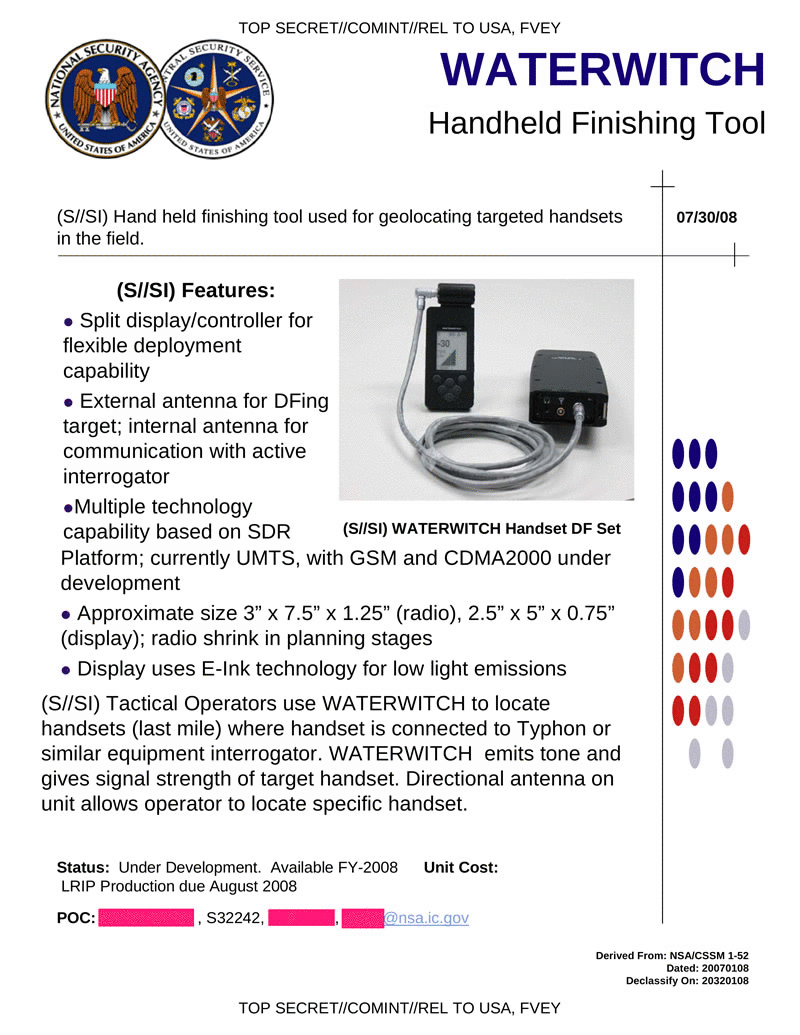 TOP SECRET//COMINT//REL TO USA, FVEY
NATIONAL SECURITY AGENCY
UNITED STATES OF AMERICA
CENTRAL SECURITY SERVICE
UNITED STATES OF AMERICA
WATERWITCH
Handheld Finishing Tool
(S//SI) Hand held finishing tool used for geolocating targeted handsets
in the field.
07/30/08
(S//SI) Features:
● Split display/controller for
flexible deployment
capability
● External antenna for DFing
target; internal antenna for
communication with active
interrogator
●Multiple technology
capability based on SDR
Platform; currently UMTS, with GSM and CDMA2000 under
development
-30
(S//SI) WATERWITCH Handset DF Set
● Approximate size 3” x 7.5” x 1.25” (radio), 2.5” x 5” x 0.75”
(display); radio shrink in planning stages
● Display uses E-Ink technology for low light emissions
(S//SI) Tactical Operators use WATERWITCH to locate
handsets (last mile) where handset is connected to Typhon or
similar equipment interrogator. WATERWITCH emits tone and
gives signal strength of target handset. Directional antenna on
unit allows operator to locate specific handset.
Status: Under Development. Available FY-2008 Unit Cost:
LRIP Production due August 2008
POC: , S32242, , @nsa.ic.gov
Derived From: NSA/CSSM 1-52
Dated: 20070108
Declassify On: 20320108
TOP SECRET//COMINT//REL TO USA, FVEY